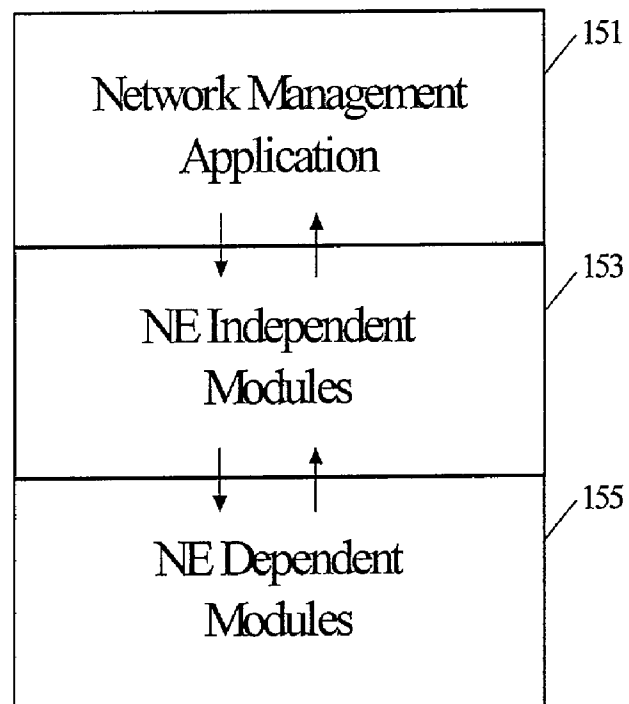 151
Network Management
Application
153
NE Independent
Modules
155
NE Dependent
Modules